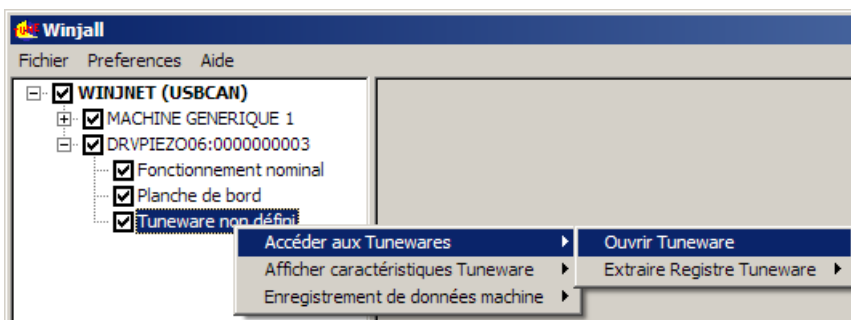 Winjall
Fichier Preferences Aide
WINJNET (USBCAN)
MACHINE GENERIQUE 1
DRVPIEZO06:0000000003
Fonctionnement nominal
Planche de bord
Tuneware non défini
Accéder aux Tunewares
Ouvrir Tuneware
Afficher caractéristiques Tuneware
Extraire Registre Tuneware
Enregistrement de données machine